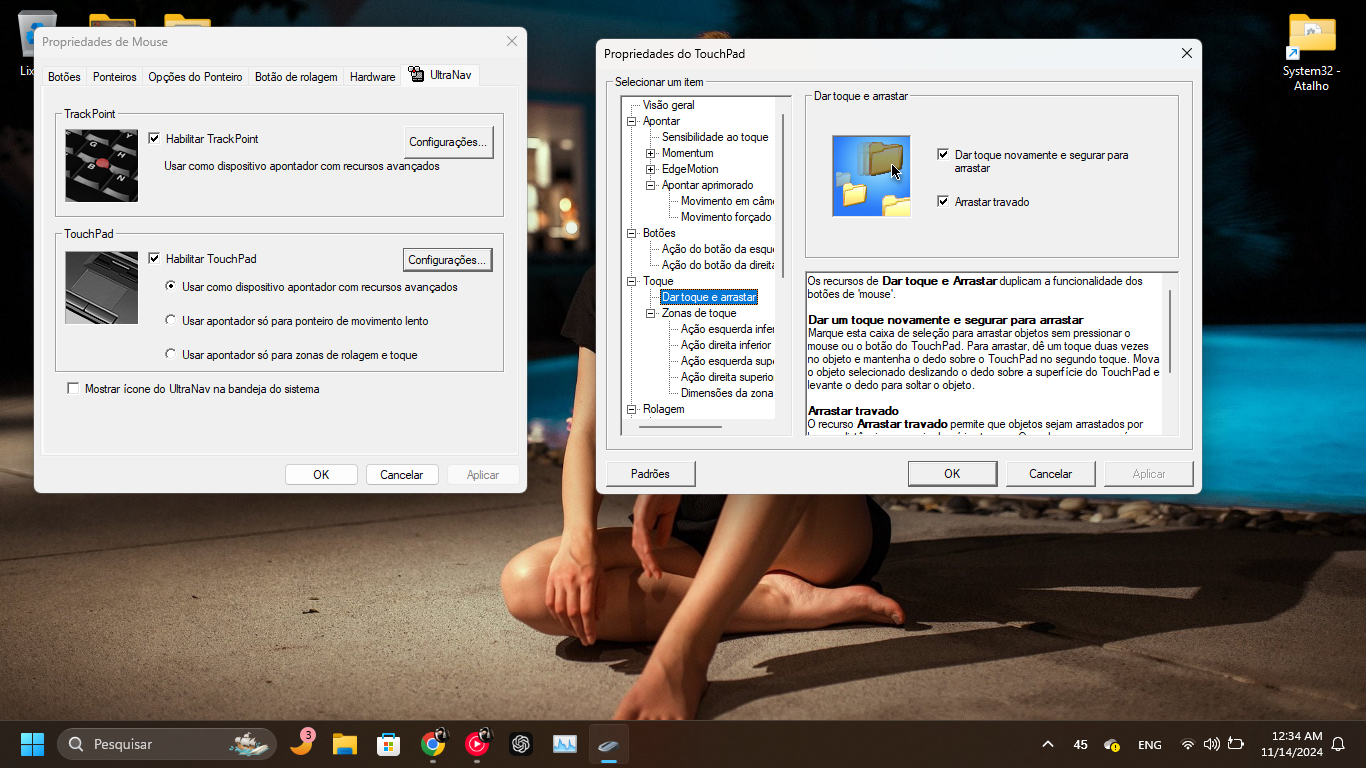 Lix
System32 -
Atalho
Propriedades de Mouse
Botões
Ponteiros
Opções do Ponteiro
Botão de rolagem
Hardware
UltraNav
TrackPoint
Habilitar TrackPoint
Configurações...
Usar como dispositivo apontador com recursos avançados
TouchPad
Habilitar TouchPad
Configurações...
Usar como dispositivo apontador com recursos avançados
Usar apontador só para ponteiro de movimento lento
Usar apontador só para zonas de rolagem e toque
Mostrar ícone do UltraNav na bandeja do sistema
OK
Cancelar
Aplicar
Propriedades do TouchPad
Selecionar um item
Visão geral
Apontar
Sensibilidade ao toque
Momentum
EdgeMotion
Apontar aprimorado
Movimento em câme
Movimento forçado
Botões
Ação do botão da esqu
Ação do botão da direita
Toque
Dar toque e arrastar
Zonas de toque
Ação esquerda infer
Ação direita inferior
Ação esquerda supe
Ação direita superio
Dimensões da zona
Rolagem
Dar toque e arrastar
Dar toque novamente e segurar para
arrastar
Arrastar travado
Os recursos de Dar toque e Arrastar duplicam a funcionalidade dos
botões de 'mouse'.
Dar um toque novamente e segurar para arrastar
Marque esta caixa de seleção para arrastar objetos sem pressionar o
mouse ou o botão do TouchPad. Para arrastar, dê um toque duas vezes
no objeto e mantenha o dedo sobre o TouchPad no segundo toque. Mova
o objeto selecionado deslizando o dedo sobre a superfície do TouchPad e
levante o dedo para soltar o objeto.
Arrastar travado
O recurso Arrastar travado permite que objetos sejam arrastados por
Padrões
OK
Cancelar
Aplicar
Pesquisar
3
45
ENG
12:34 AM
11/14/2024